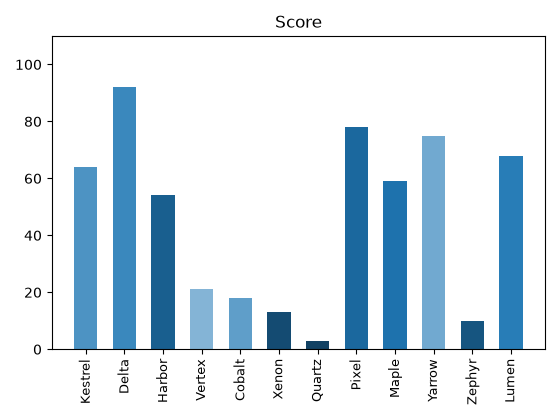 Score
100
80
60
40
20
0
Kestrel
Delta
Harbor
Vertex
Cobalt
Xenon
Quartz
Pixel
Maple
Yarrow
Zephyr
Lumen